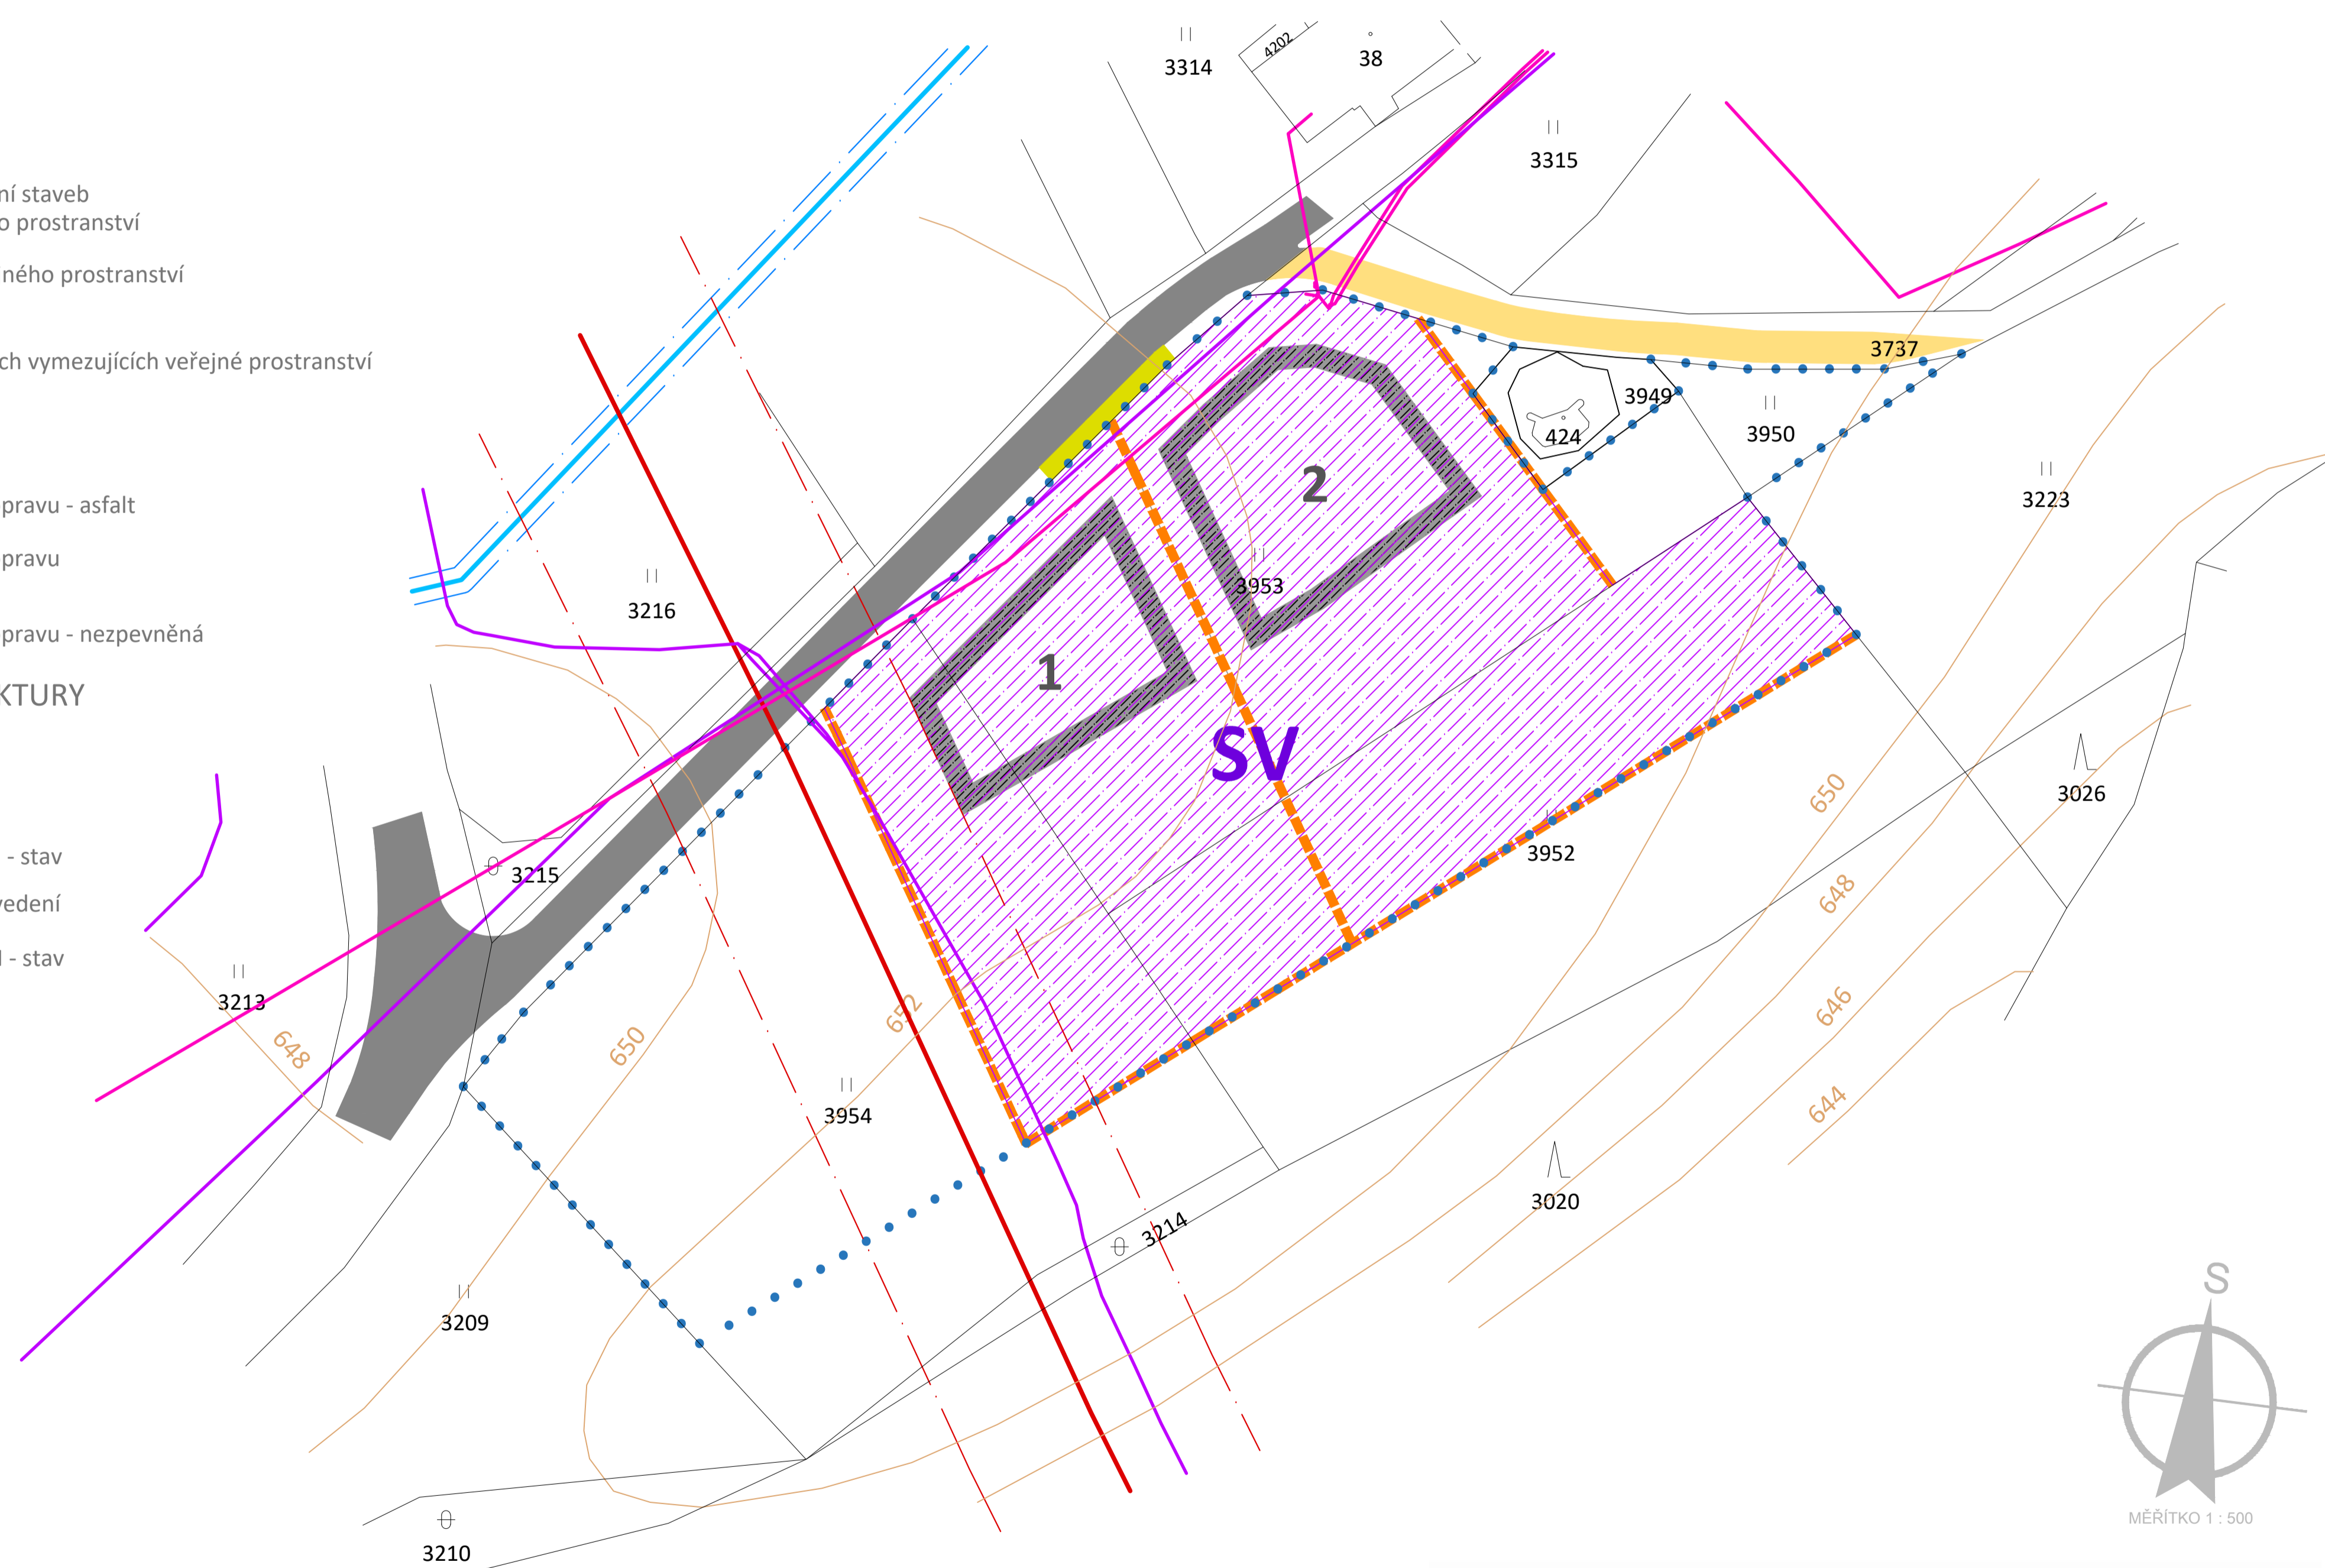 ní staveb
o prostranství
ného prostranství
ch vymezujících veřejné prostranství
pravu - asfalt
pravu
pravu - nezpevněná
KTURY
- stav
vedení
- stav
3314
4202
38
3315
3737
3949
424
3950
3223
3216
2
3953
1
SV
3952
3026
3215
3213
648
650
652
3954
650
648
646
644
3214
3020
3209
3210
S
MĚŘÍTKO 1 : 500